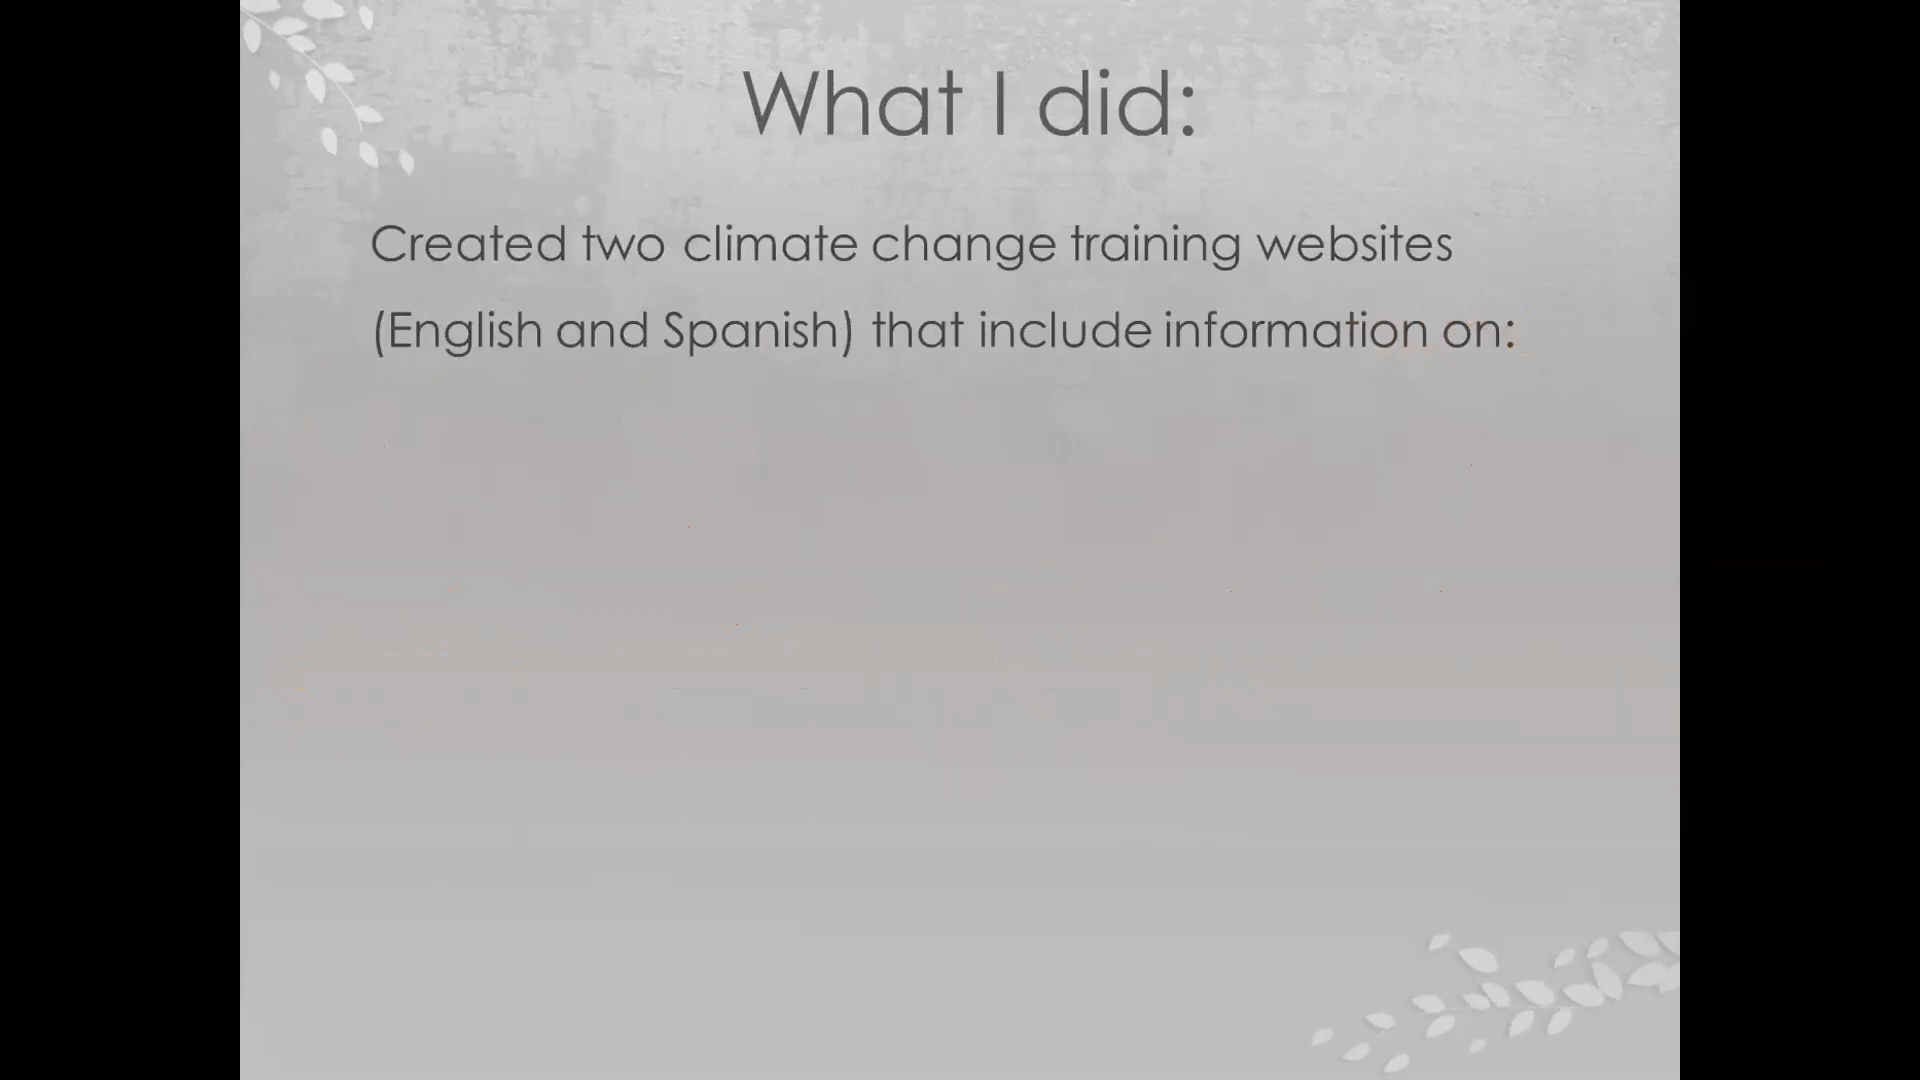 What I did:
Created two climate change training websites
(English and Spanish) that include information on: